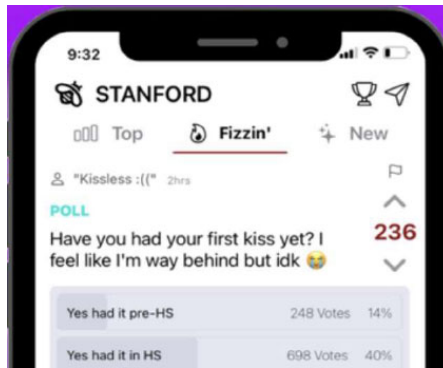 9:32
STANFORD
Top Fizzin' New
"Kissless :((" 2hrs
POLL
Have you had your first kiss yet? I
feel like I'm way behind but idk 😭
236
Yes had it pre-HS 248 Votes 14%
Yes had it in HS 698 Votes 40%